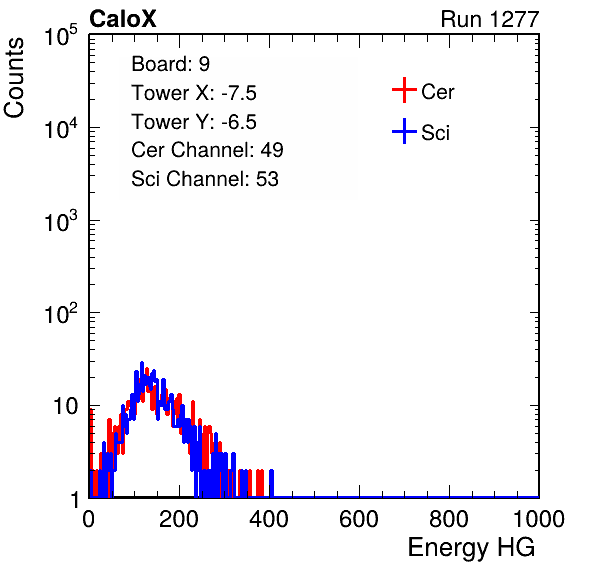 CaloX Run 1277
Counts
10^5
10^4
10^3
10^2
10
1
Board: 9
Tower X: -7.5
Tower Y: -6.5
Cer Channel: 49
Sci Channel: 53
Cer
Sci
0 200 400 600 800 1000
Energy HG